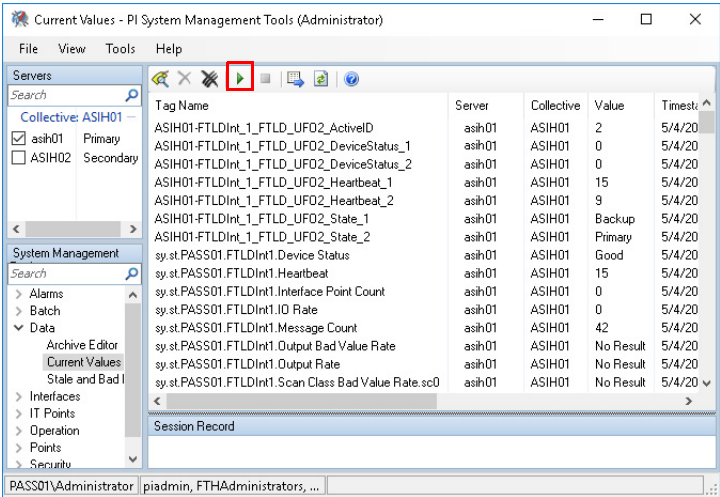 Current Values - PI System Management Tools (Administrator)
File View Tools Help
Servers
Search
Collective: ASIH01
asih01 Primary
ASIH02 Secondary
System Management
Search
Alarms
Batch
Data
Archive Editor
Current Values
Stale and Bad
Interfaces
IT Points
Operation
Points
Security
Tag Name Server Collective Value Timesta
ASIH01-FTLDInt_1_FTLD_UFO2_ActiveID asih01 ASIH01 2 5/4/20
ASIH01-FTLDInt_1_FTLD_UFO2_DeviceStatus_1 asih01 ASIH01 0 5/4/20
ASIH01-FTLDInt_1_FTLD_UFO2_DeviceStatus_2 asih01 ASIH01 0 5/4/20
ASIH01-FTLDInt_1_FTLD_UFO2_Heartbeat_1 asih01 ASIH01 15 5/4/20
ASIH01-FTLDInt_1_FTLD_UFO2_Heartbeat_2 asih01 ASIH01 9 5/4/20
ASIH01-FTLDInt_1_FTLD_UFO2_State_1 asih01 ASIH01 Backup 5/4/20
ASIH01-FTLDInt_1_FTLD_UFO2_State_2 asih01 ASIH01 Primary 5/4/20
sy.st.PASS01.FTLDInt1.Device Status asih01 ASIH01 Good 5/4/20
sy.st.PASS01.FTLDInt1.Heartbeat asih01 ASIH01 15 5/4/20
sy.st.PASS01.FTLDInt1.Interface Point Count asih01 ASIH01 0 5/4/20
sy.st.PASS01.FTLDInt1.IO Rate asih01 ASIH01 0 5/4/20
sy.st.PASS01.FTLDInt1.Message Count asih01 ASIH01 42 5/4/20
sy.st.PASS01.FTLDInt1.Output Bad Value Rate asih01 ASIH01 No Result 5/4/20
sy.st.PASS01.FTLDInt1.Output Rate asih01 ASIH01 No Result 5/4/20
sy.st.PASS01.FTLDInt1.Scan Class Bad Value Rate.sc0 asih01 ASIH01 No Result 5/4/20
Session Record
PASS01\Administrator piadmin, FTHAdministrators, ...